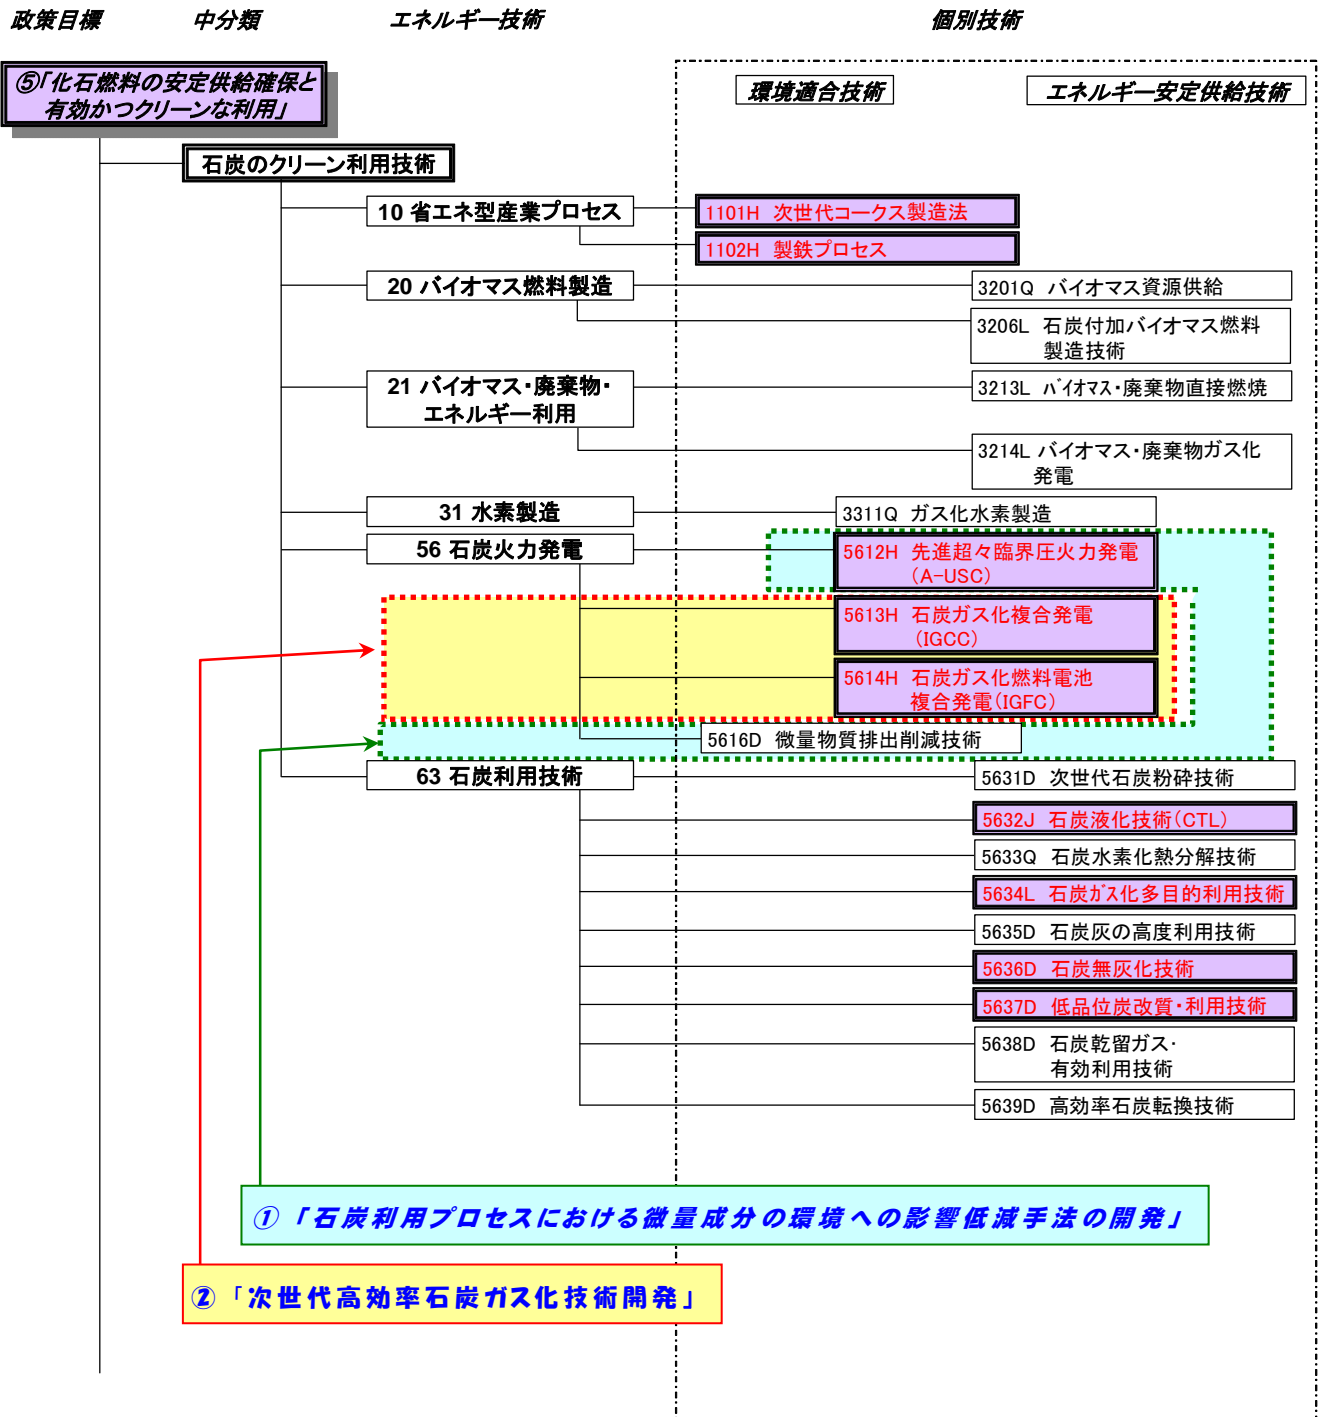 政策目標 中分類 エネルギー技術 個別技術
⑤「化石燃料の安定供給確保と
有効かつクリーンな利用」
環境適合技術 エネルギー安定供給技術
石炭のクリーン利用技術
10 省エネ型産業プロセス
1101H 次世代コークス製造法
1102H 製鉄プロセス
20 バイオマス燃料製造
3201Q バイオマス資源供給
3206L 石炭付加バイオマス燃料
製造技術
21 バイオマス・廃棄物・
エネルギー利用
3213L バイオマス・廃棄物直接燃焼
3214L バイオマス・廃棄物ガス化
発電
31 水素製造
3311Q ガス化水素製造
56 石炭火力発電
5612H 先進超々臨界圧火力発電
(A-USC)
5613H 石炭ガス化複合発電
(IGCC)
5614H 石炭ガス化燃料電池
複合発電(IGFC)
5616D 微量物質排出削減技術
63 石炭利用技術
5631D 次世代石炭粉砕技術
5632J 石炭液化技術(CTL)
5633Q 石炭水素化熱分解技術
5634L 石炭ガス化多目的利用技術
5635D 石炭灰の高度利用技術
5636D 石炭無灰化技術
5637D 低品位炭改質・利用技術
5638D 石炭乾留ガス・
有効利用技術
5639D 高効率石炭転換技術
①「石炭利用プロセスにおける微量成分の環境への影響低減手法の開発」
②「次世代高効率石炭ガス化技術開発」